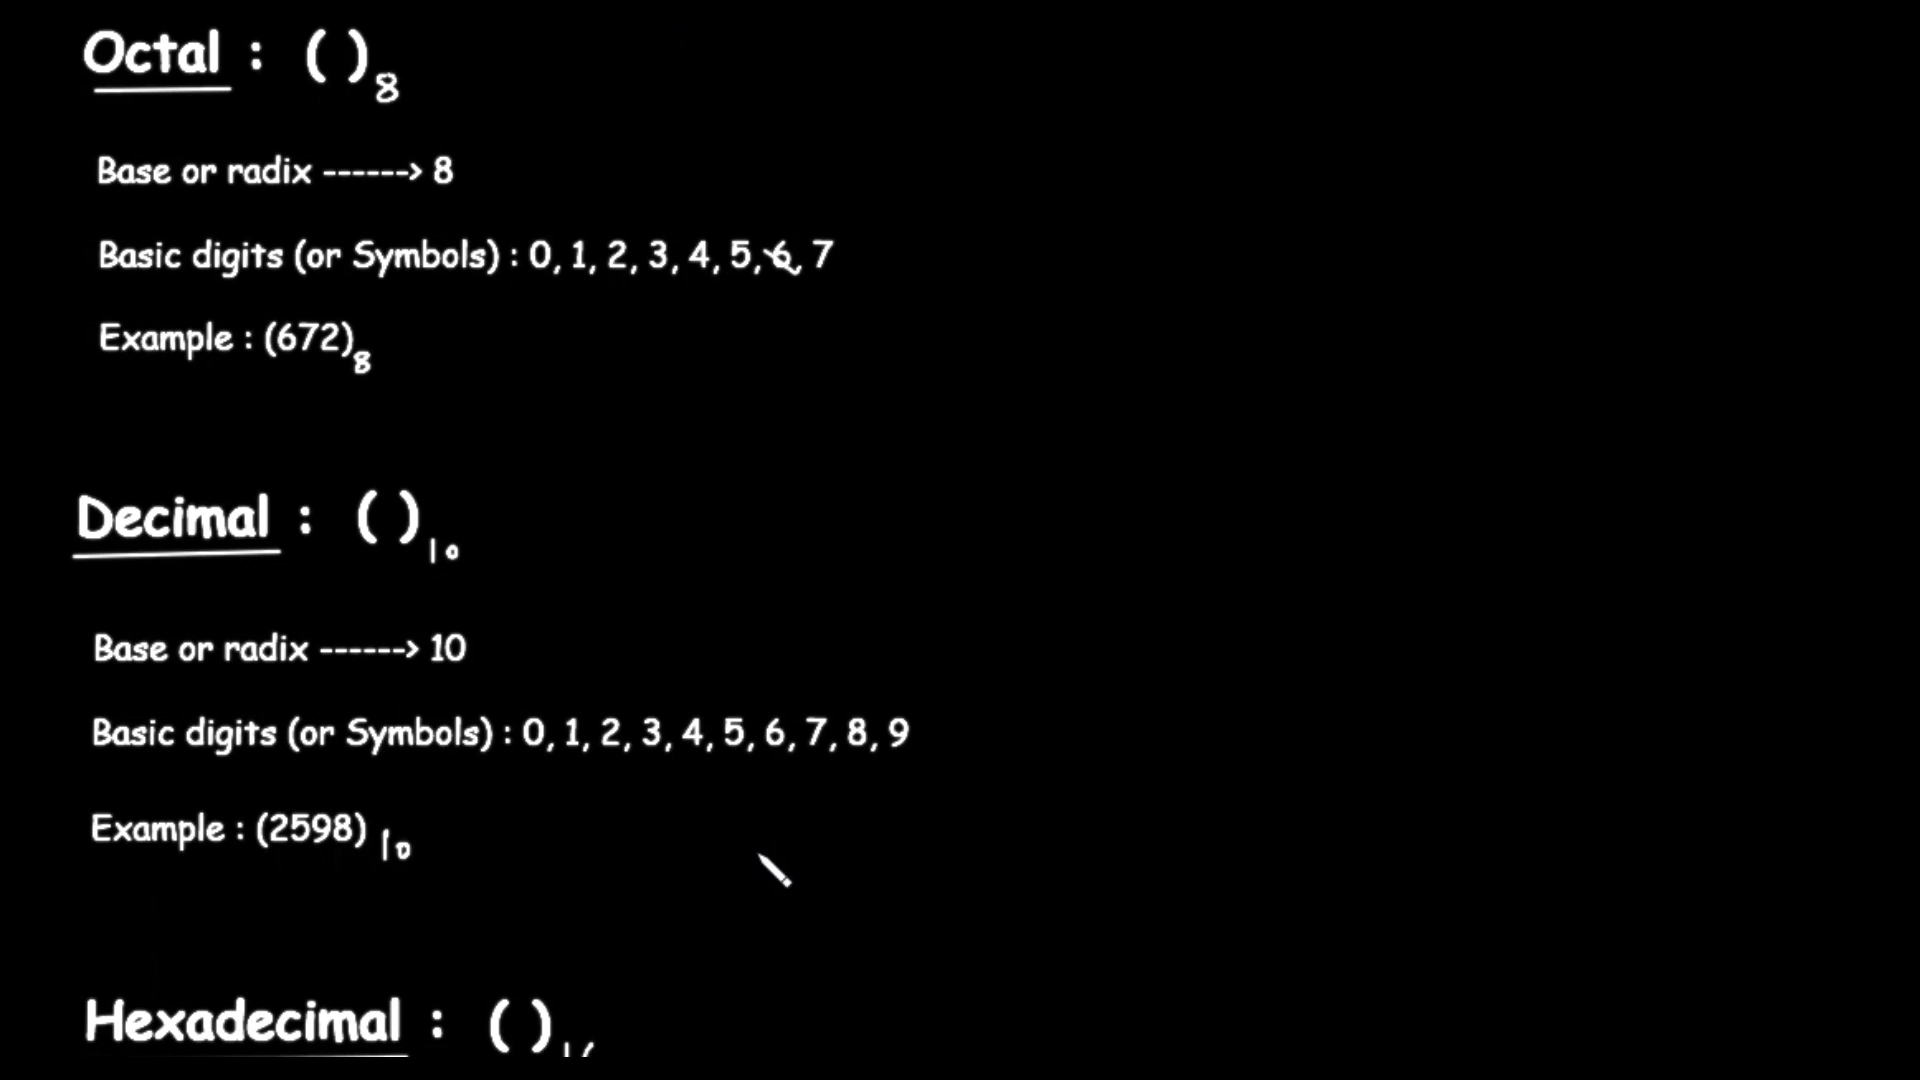 Octal : ( )8
Base or radix ------> 8
Basic digits (or Symbols) : 0, 1, 2, 3, 4, 5, 6, 7
Example : (672)8
Decimal : ( )10
Base or radix ------> 10
Basic digits (or Symbols) : 0, 1, 2, 3, 4, 5, 6, 7, 8, 9
Example : (2598) 10
Hexadecimal : ( )